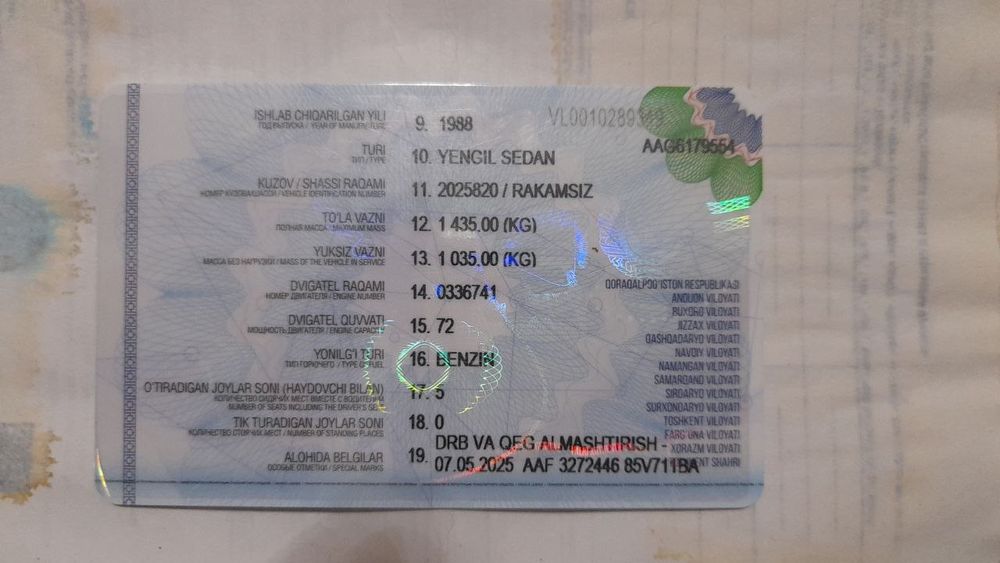 ISHLAB CHIQARILGAN YILI 9. 1988
ГОД ВЫПУСКА / YEAR OF MANUFACTURE
VL0010289
AAG6179554
TURI 10. YENGIL SEDAN
ТИП / TYPE
KUZOV / SHASSI RAQAMI 11. 2025820 / RAKAMSIZ
НОМЕР КУЗОВА/ШАССИ / VEHICLE IDENTIFICATION NUMBER
TO'LA VAZNI 12. 1 435.00 (KG)
ПОЛНАЯ МАССА / MAXIMUM MASS
YUKSIZ VAZNI 13. 1 035.00 (KG)
МАССА БЕЗ НАГРУЗКИ / MASS OF THE VEHICLE IN SERVICE
DVIGATEL RAQAMI 14. 0336741
НОМЕР ДВИГАТЕЛЯ / ENGINE NUMBER
DVIGATEL QUVVATI 15. 72
МОЩНОСТЬ ДВИГАТЕЛЯ / ENGINE CAPACITY
YONILG'I TURI 16. BENZIN
ТИП ГОРЮЧЕГО / TYPE OF FUEL
O'TIRADIGAN JOYLAR SONI (HAYDOVCHI BILAN) 17. 5
КОЛИЧЕСТВО СИДЯЧИХ МЕСТ ВМЕСТЕ С ВОДИТЕЛЕМ
NUMBER OF SEATS INCLUDING THE DRIVER'S SEAT
TIK TURADIGAN JOYLAR SONI 18. 0
КОЛИЧЕСТВО СТОЯЧИХ МЕСТ / NUMBER OF STANDING PLACES
ALOHIDA BELGILAR 19. DRB VA QEG ALMASHTIRISH -
07.05.2025 AAF 3272446 85V711BA
ОСОБЫЕ ОТМЕТКИ / SPECIAL MARKS
QORAQALPOG'ISTON RESPUBLIKASI
ANDIJON VILOYATI
BUXORO VILOYATI
JIZZAX VILOYATI
QASHQADARYO VILOYATI
NAVOIY VILOYATI
NAMANGAN VILOYATI
SAMARQAND VILOYATI
SIRDARYO VILOYATI
SURXONDARYO VILOYATI
TOSHKENT VILOYATI
FARG'ONA VILOYATI
XORAZM VILOYATI
SHAHRI